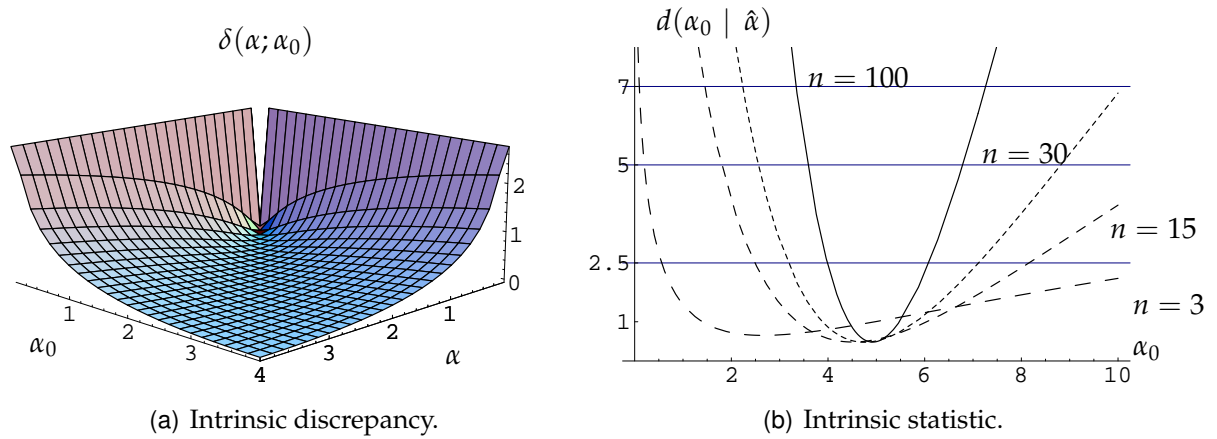 δ(α; α₀)
2
1
0
1
2
3
4
3
2
1
α₀
α
(a) Intrinsic discrepancy.
d(α₀ | α̂)
7
5
2.5
1
n = 100
n = 30
n = 15
n = 3
α₀
2 4 6 8 10
(b) Intrinsic statistic.